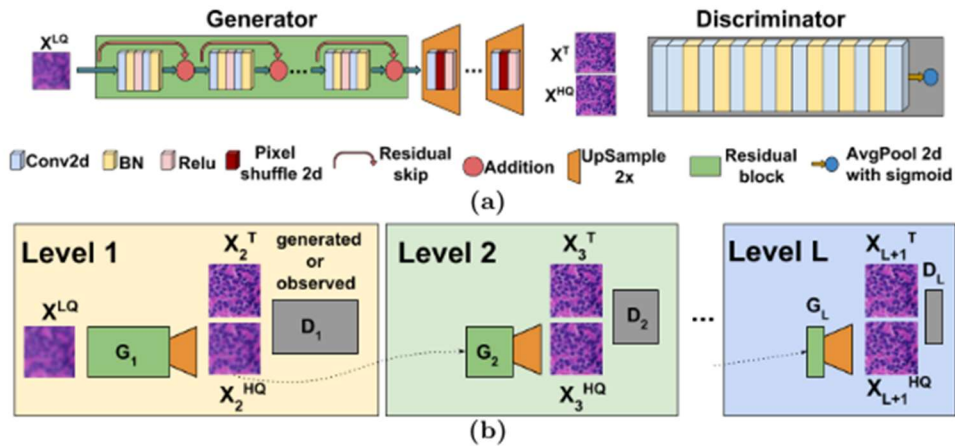 Generator
Discriminator
X^LQ
X^T
X^HQ
...
...
Conv2d
BN
Relu
Pixel
shuffle 2d
Residual
skip
Addition
UpSample
2x
Residual
block
AvgPool 2d
with sigmoid
(a)
Level 1
X_2^T
generated
or
observed
X^LQ
G_1
D_1
X_2^HQ
Level 2
X_3^T
G_2
D_2
X_3^HQ
...
Level L
X_L+1^T
D_L
G_L
X_L+1^HQ
(b)